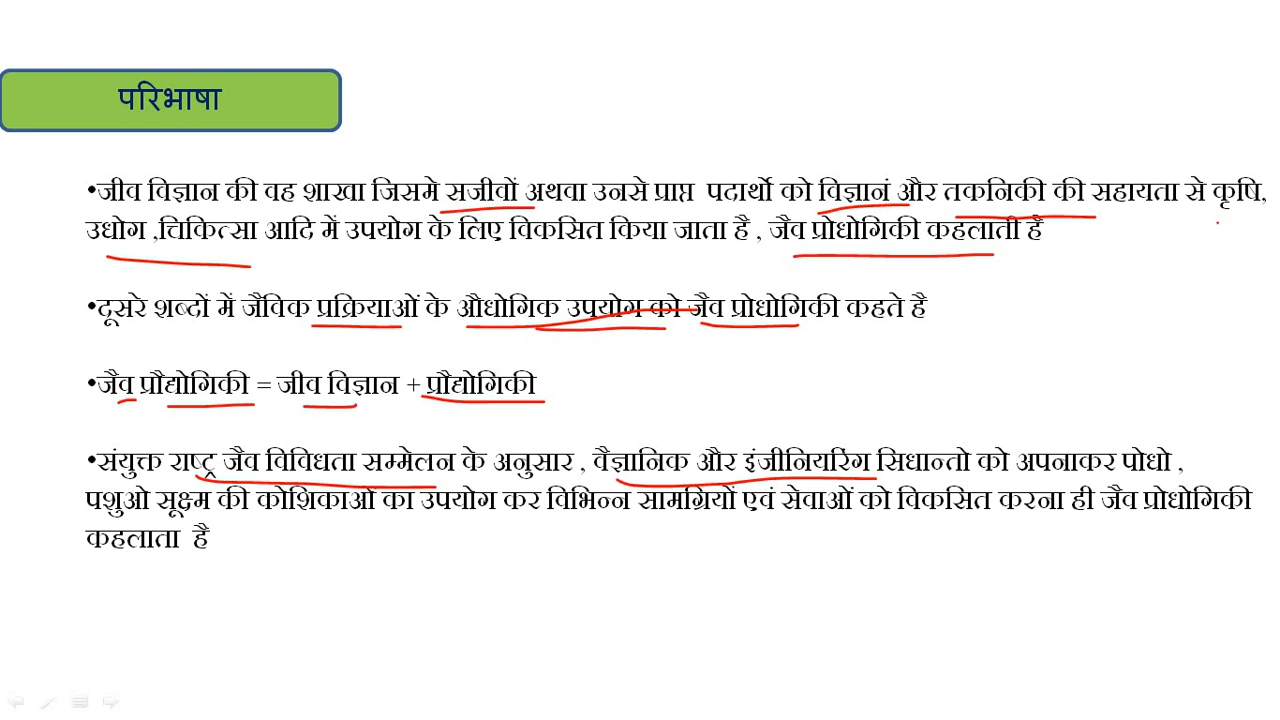 परिभाषा
•जीव विज्ञान की वह शाखा जिसमे सजीवों अथवा उनसे प्राप्त पदार्थो को विज्ञानं और तकनिकी की सहायता से कृषि,
उधोग ,चिकित्सा आदि में उपयोग के लिए विकसित किया जाता है , जैव प्रोधोगिकी कहलाती है
•दूसरे शब्दों में जैविक प्रक्रियाओं के औधोगिक उपयोग को जैव प्रोधोगिकी कहते है
•जैव प्रौद्योगिकी = जीव विज्ञान + प्रौद्योगिकी
•संयुक्त राष्ट्र जैव विविधता सम्मेलन के अनुसार , वैज्ञानिक और इंजीनियरिंग सिधान्तो को अपनाकर पोधो ,
पशुओ सूक्ष्म की कोशिकाओं का उपयोग कर विभिन्न सामग्रियों एवं सेवाओं को विकसित करना ही जैव प्रोधोगिकी
कहलाता है